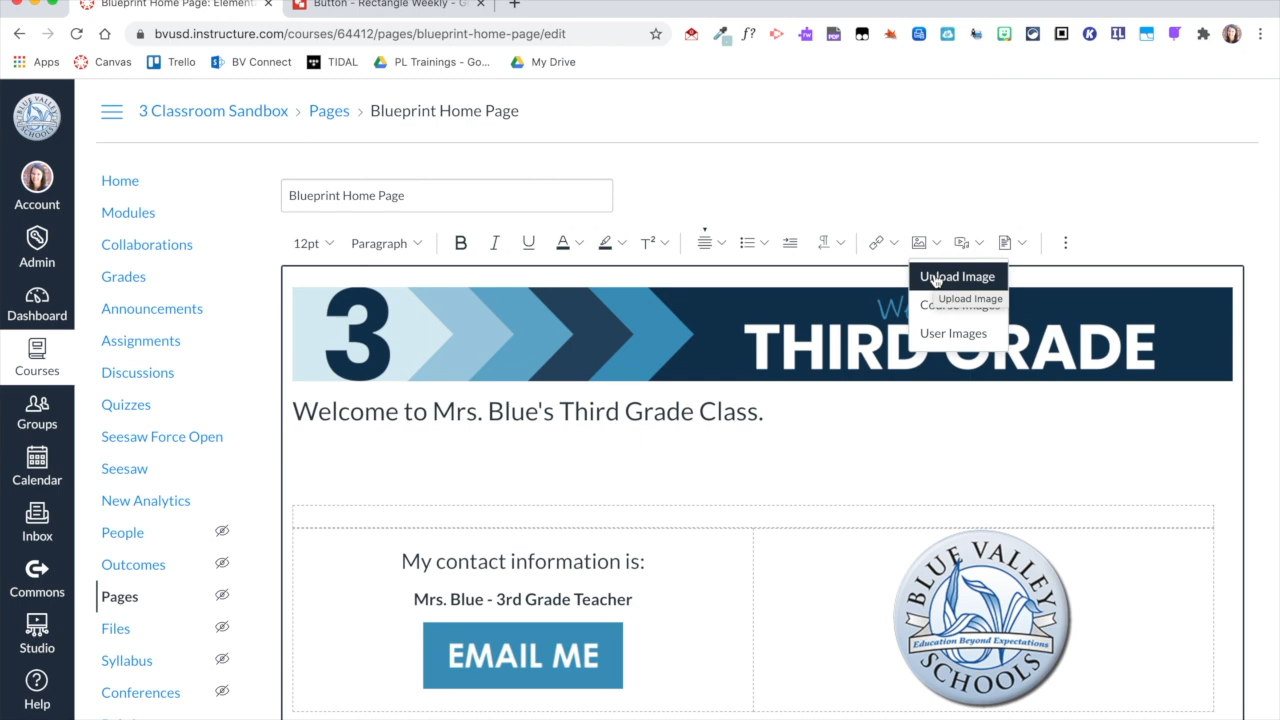 Blueprint Home Page: Element
Button - Rectangle Weekly - G
bvusd.instructure.com/courses/64412/pages/blueprint-home-page/edit
Apps
Canvas
Trello
BV Connect
TIDAL
PL Trainings - Go...
My Drive
3 Classroom Sandbox › Pages › Blueprint Home Page
BLUE VALLEY SCHOOLS
Account
Admin
Dashboard
Courses
Groups
Calendar
Inbox
Commons
Studio
Help
Home
Modules
Collaborations
Grades
Announcements
Assignments
Discussions
Quizzes
Seesaw Force Open
Seesaw
New Analytics
People
Outcomes
Pages
Files
Syllabus
Conferences
Blueprint Home Page
12pt Paragraph B I U A T²
Upload Image
Upload Image
User Images
3
THIRD GRADE
Welcome to Mrs. Blue's Third Grade Class.
My contact information is:
Mrs. Blue - 3rd Grade Teacher
EMAIL ME
BLUE VALLEY
Education Beyond Expectations
SCHOOLS